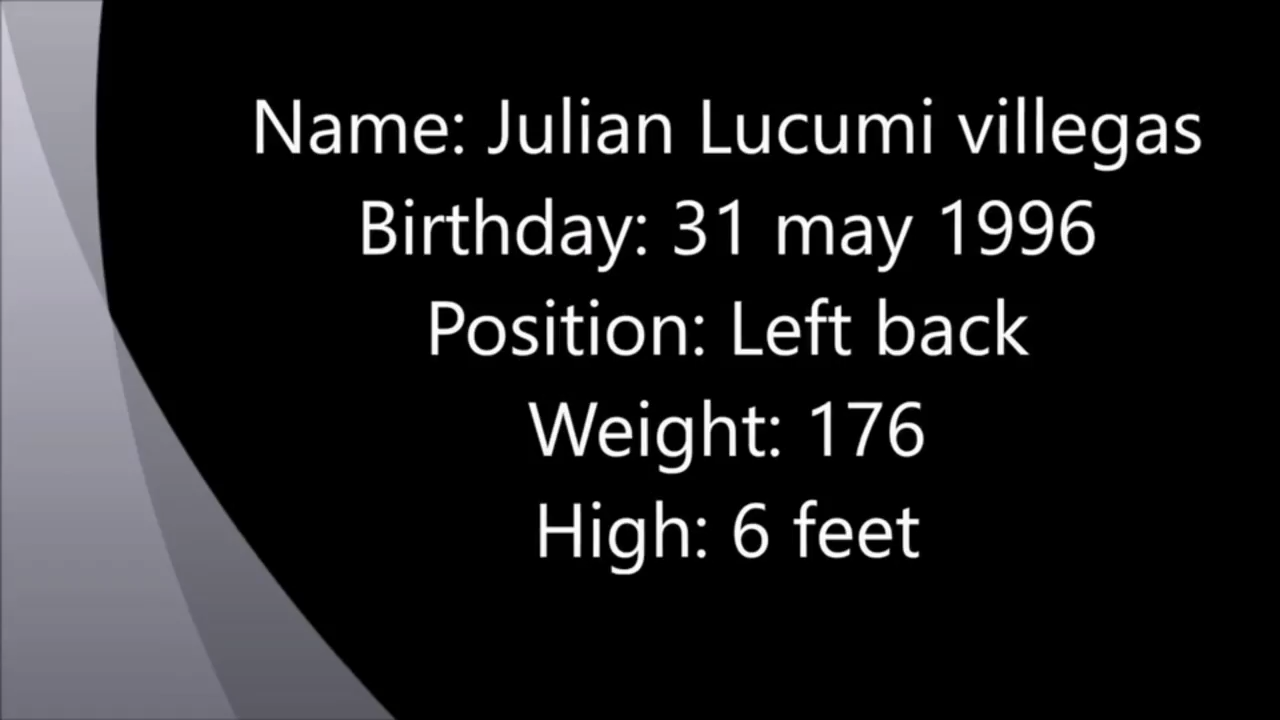 Name: Julian Lucumi villegas
Birthday: 31 may 1996
Position: Left back
Weight: 176
High: 6 feet